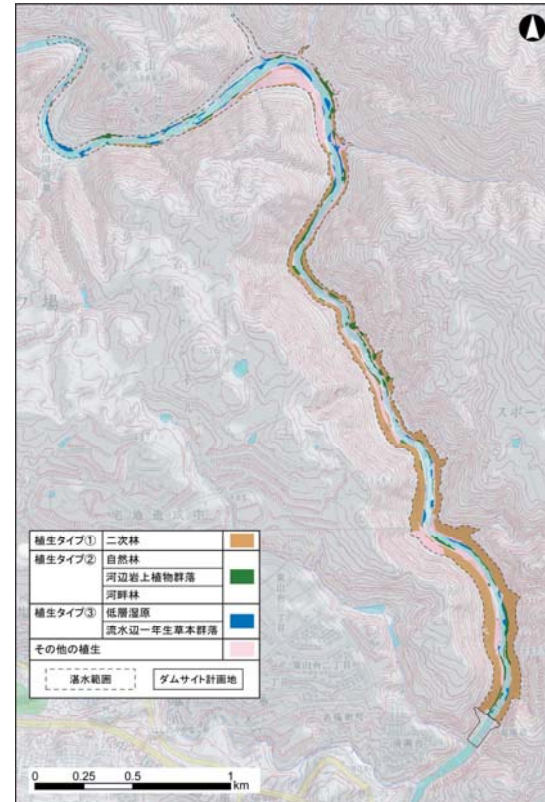 スポー
植生タイプ① 二次林
植生タイプ② 自然林
河辺岩上植物群落
河畔林
植生タイプ③ 低層湿原
流水辺一年生草本群落
その他の植生
湛水範囲 ダムサイト計画地
0 0.25 0.5 1
km